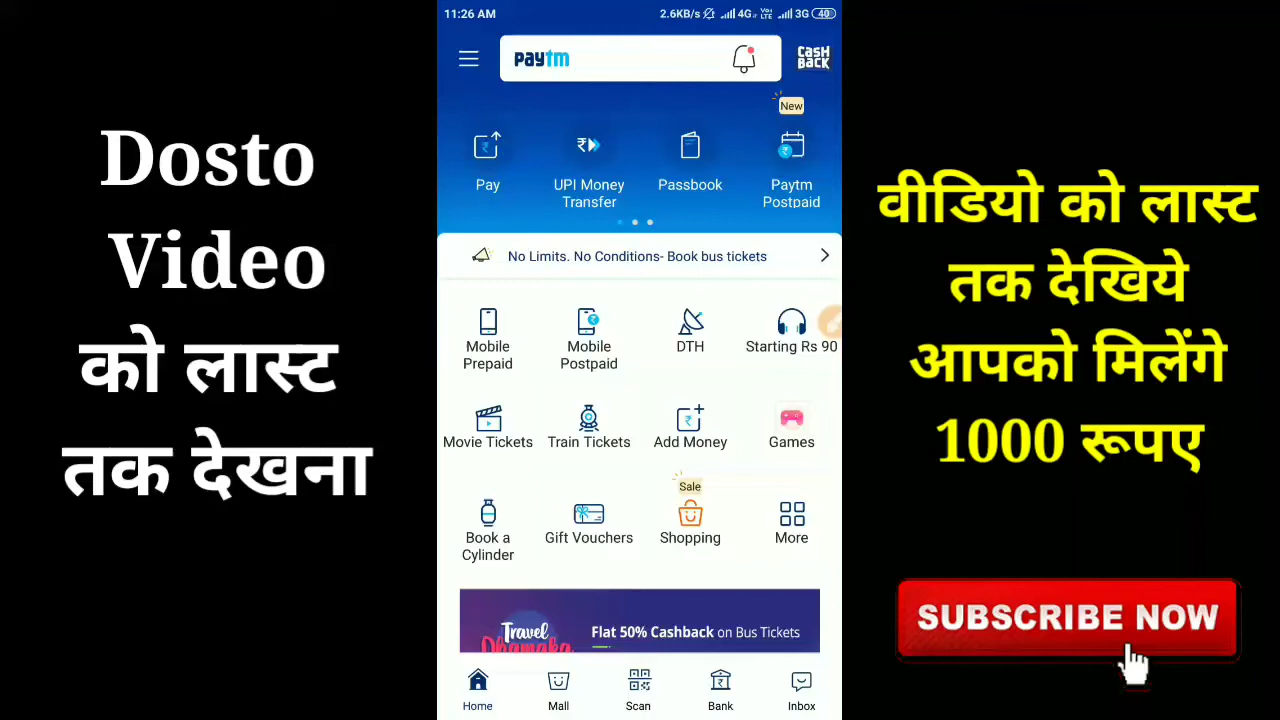 Dosto
Video
को लास्ट
तक देखना
11:26 AM
2.6KB/s 4G VoLTE 3G 40
paytm
CASH
BACK
New
Pay
UPI Money
Transfer
Passbook
Paytm
Postpaid
No Limits. No Conditions- Book bus tickets
Mobile
Prepaid
Mobile
Postpaid
DTH
Starting Rs 90
Movie Tickets
Train Tickets
Add Money
Games
Sale
Book a
Cylinder
Gift Vouchers
Shopping
More
Travel
Dhamaka
Flat 50% Cashback on Bus Tickets
Home
Mall
Scan
Bank
Inbox
वीडियो को लास्ट
तक देखिये
आपको मिलेंगे
1000 रूपए
SUBSCRIBE NOW